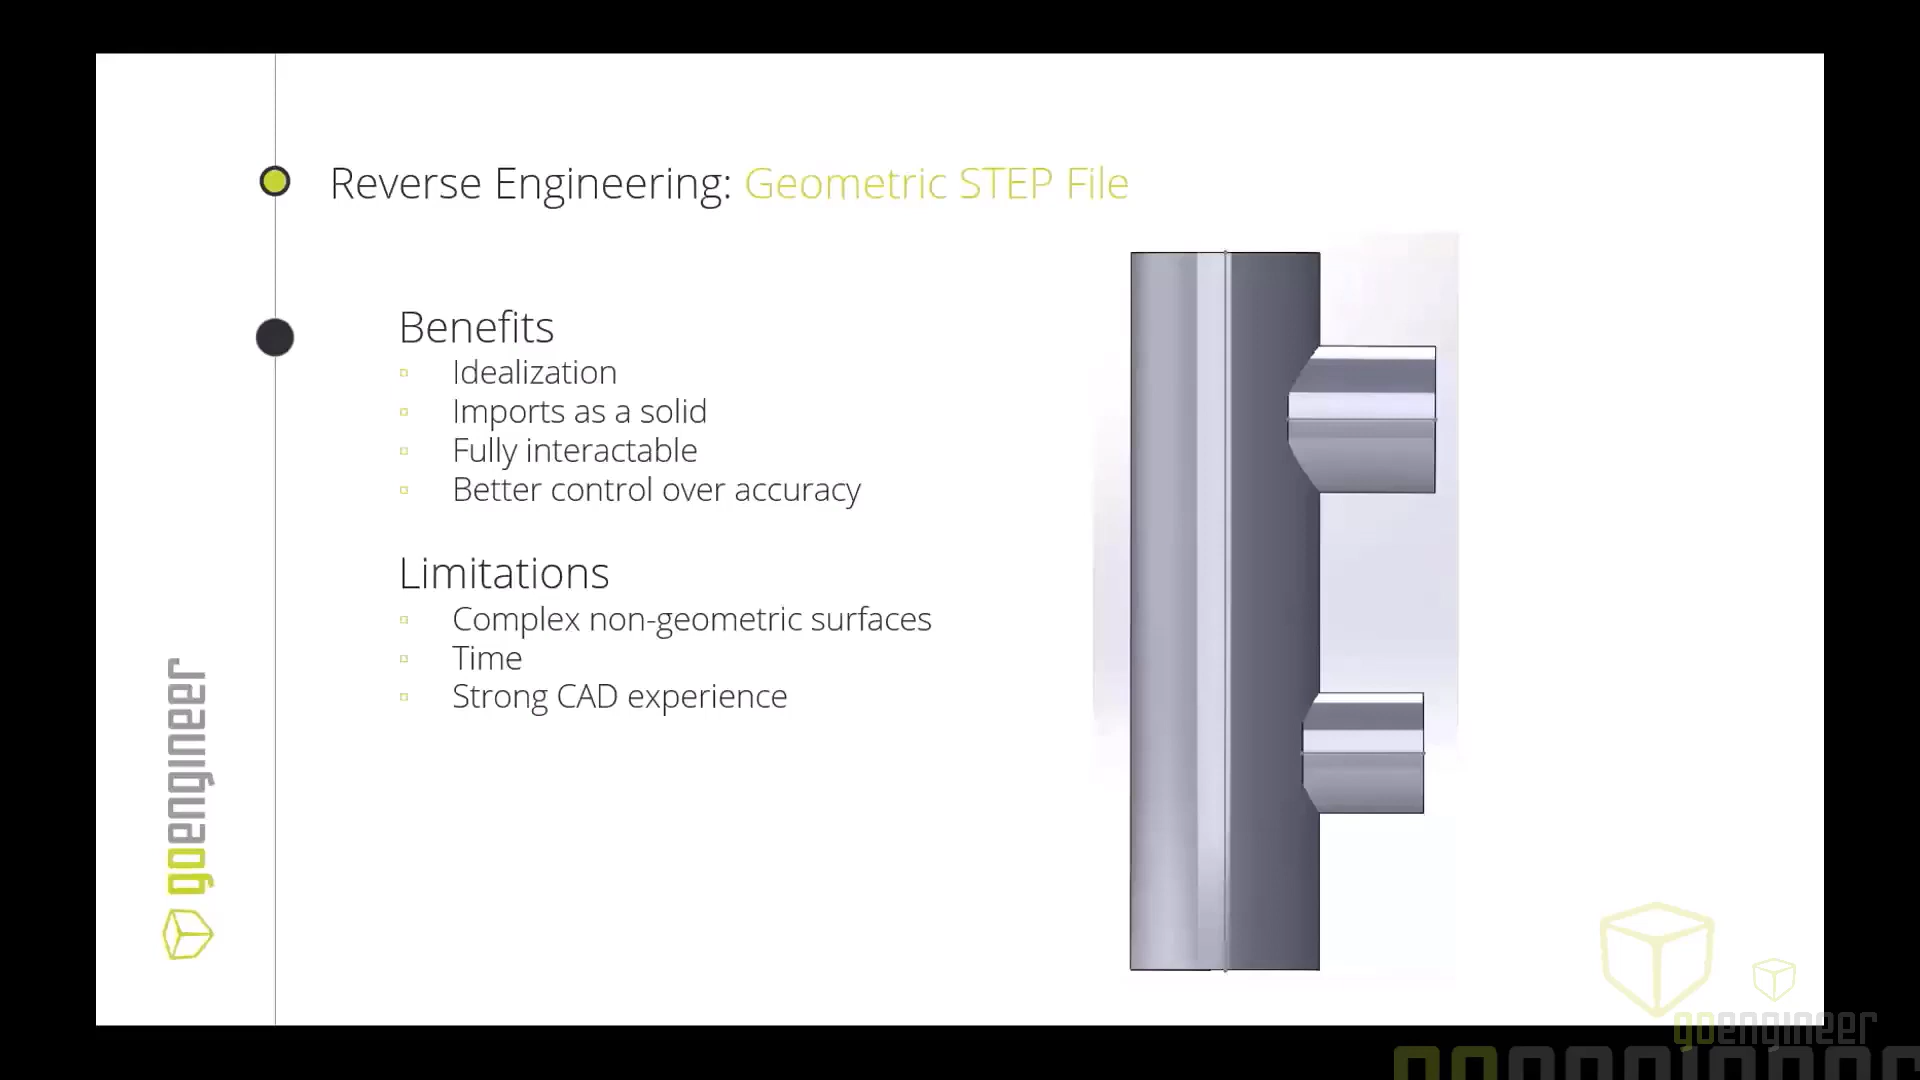 Reverse Engineering: Geometric STEP File
Benefits
Idealization
Imports as a solid
Fully interactable
Better control over accuracy
Limitations
Complex non-geometric surfaces
Time
Strong CAD experience
goengineer
goengineer
goengineer